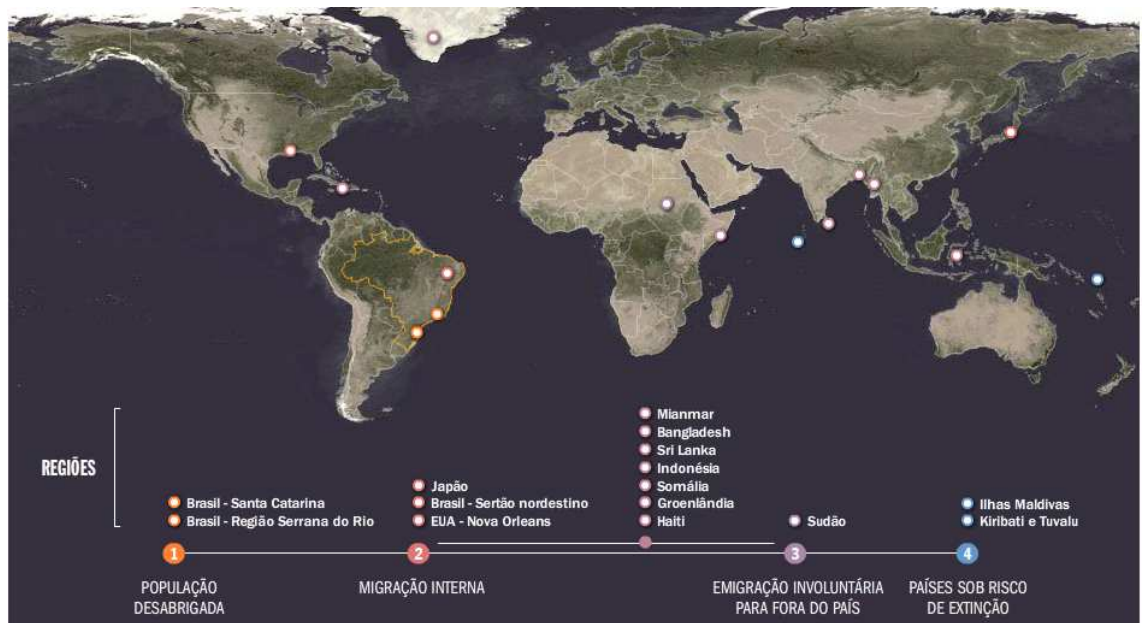 REGIÕES
Brasil - Santa Catarina
Brasil - Região Serrana do Rio
Japão
Brasil - Sertão nordestino
EUA - Nova Orleans
Mianmar
Bangladesh
Sri Lanka
Indonésia
Somália
Groenlândia
Haiti
Sudão
Ilhas Maldivas
Kiribati e Tuvalu
1
2
3
4
POPULAÇÃO
DESABRIGADA
MIGRAÇÃO INTERNA
EMIGRAÇÃO INVOLUNTÁRIA
PARA FORA DO PAÍS
PAÍSES SOB RISCO
DE EXTINÇÃO